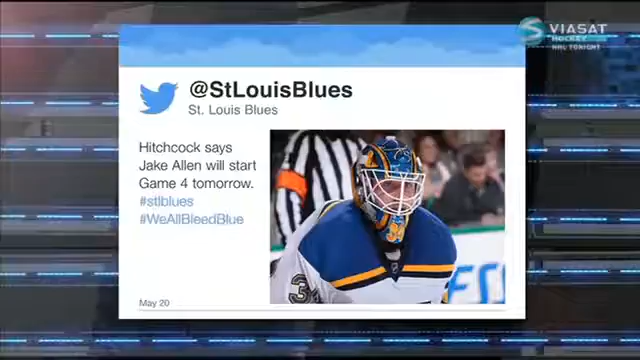 VIASAT
HOCKEY
NHL TONIGHT
@StLouisBlues
St. Louis Blues
Hitchcock says
Jake Allen will start
Game 4 tomorrow.
#stlblues
#WeAllBleedBlue
34
May 20